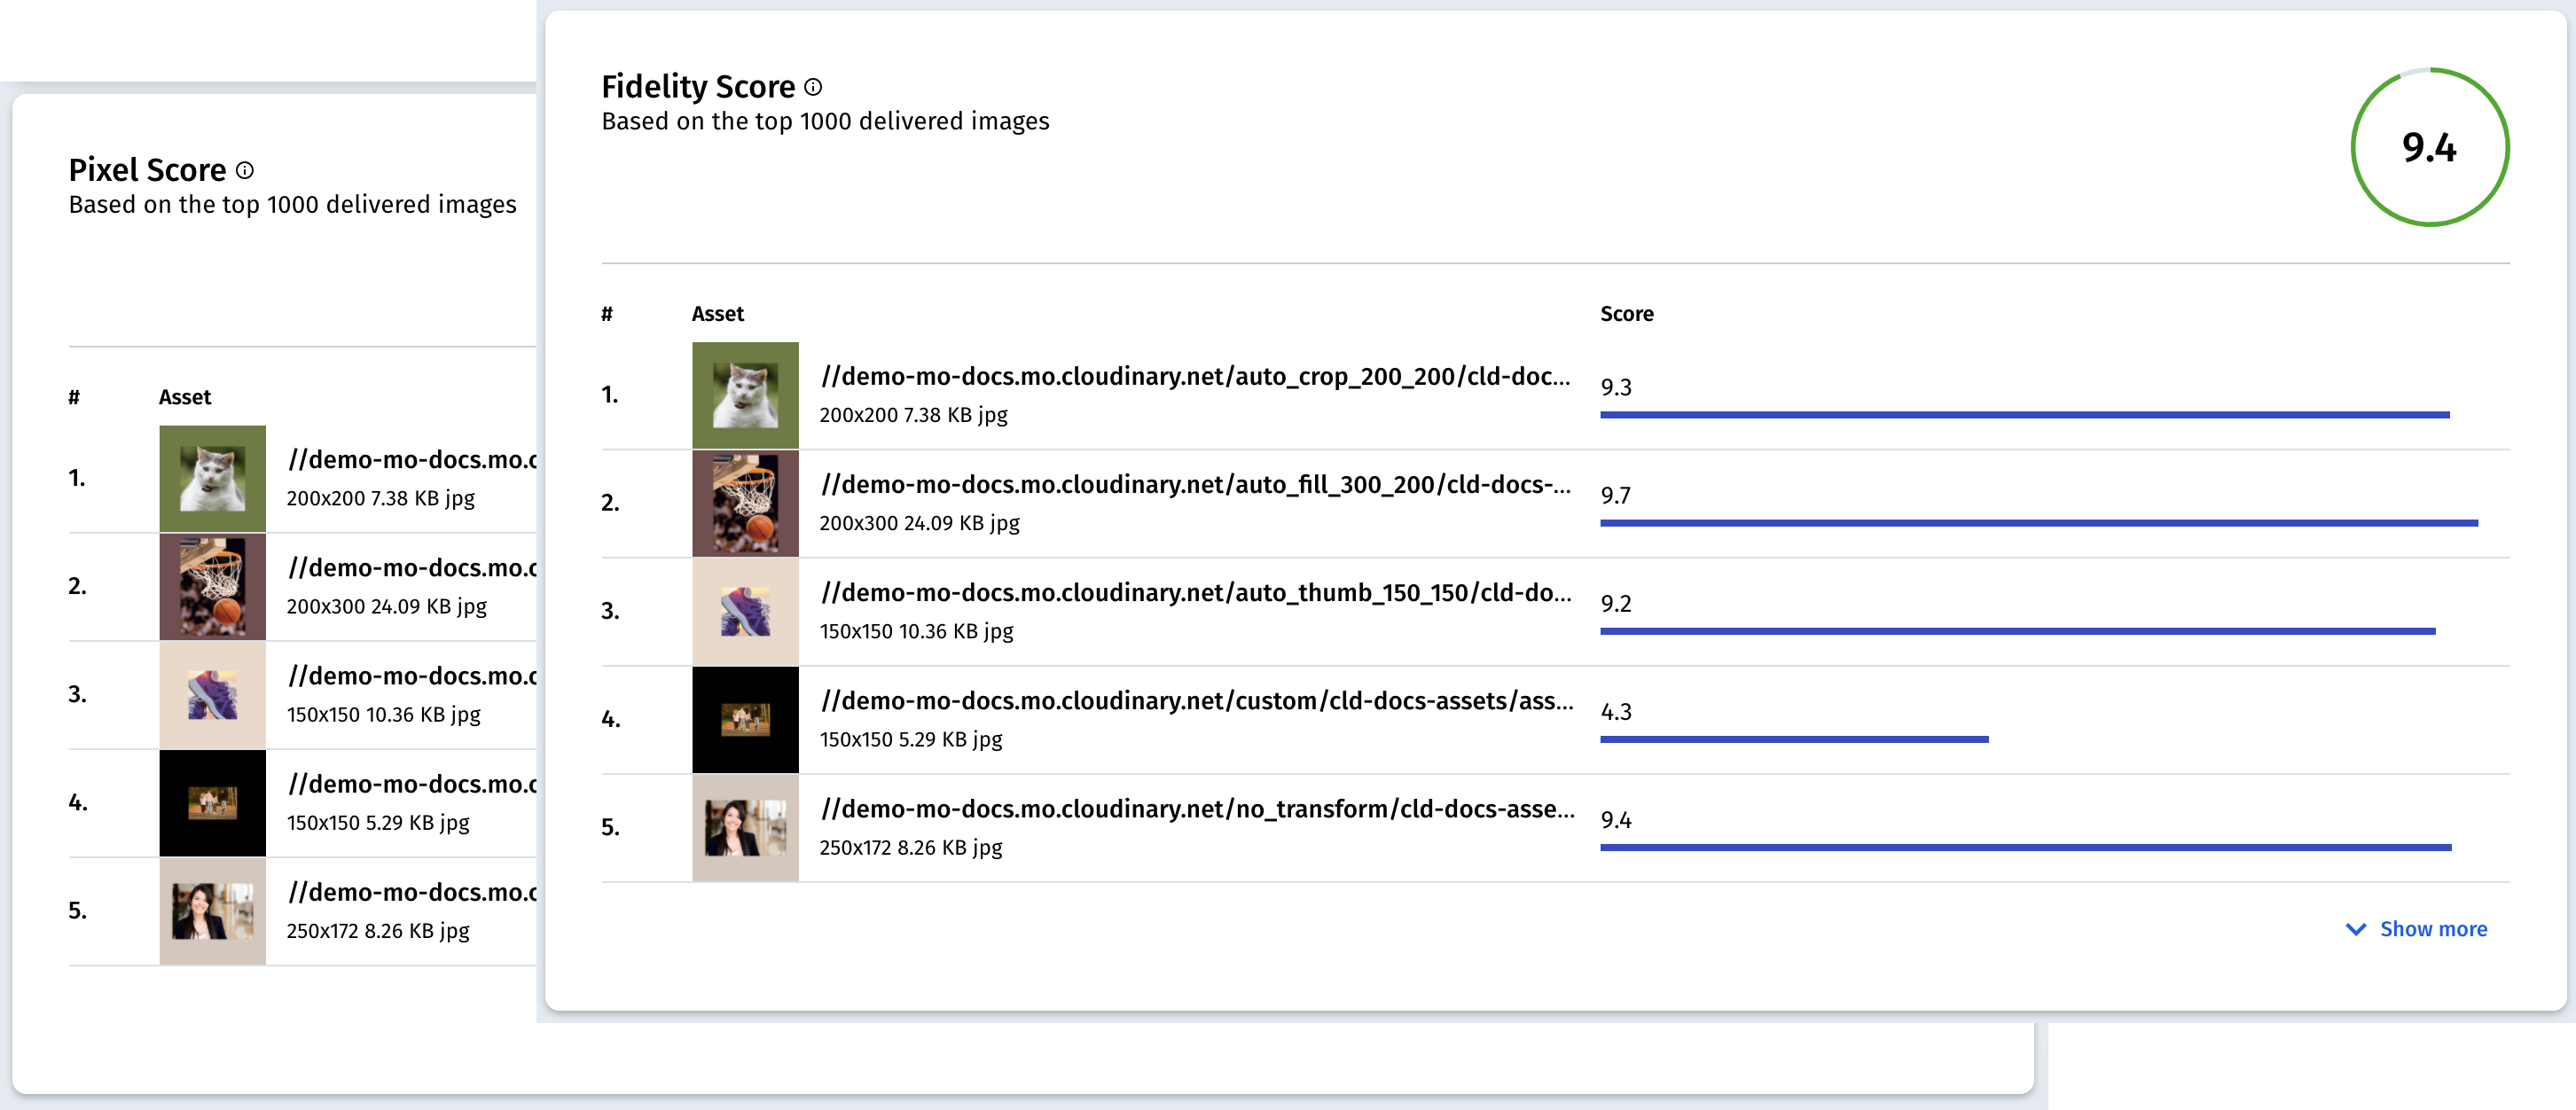 Pixel Score
Based on the top 1000 delivered images
# Asset
1. //demo-mo-docs.mo.c
200x200 7.38 KB jpg
2. //demo-mo-docs.mo.c
200x300 24.09 KB jpg
3. //demo-mo-docs.mo.c
150x150 10.36 KB jpg
4. //demo-mo-docs.mo.c
150x150 5.29 KB jpg
5. //demo-mo-docs.mo.c
250x172 8.26 KB jpg
Fidelity Score
Based on the top 1000 delivered images
9.4
# Asset Score
1. //demo-mo-docs.mo.cloudinary.net/auto_crop_200_200/cld-doc... 9.3
200x200 7.38 KB jpg
2. //demo-mo-docs.mo.cloudinary.net/auto_fill_300_200/cld-docs-... 9.7
200x300 24.09 KB jpg
3. //demo-mo-docs.mo.cloudinary.net/auto_thumb_150_150/cld-do... 9.2
150x150 10.36 KB jpg
4. //demo-mo-docs.mo.cloudinary.net/custom/cld-docs-assets/ass... 4.3
150x150 5.29 KB jpg
5. //demo-mo-docs.mo.cloudinary.net/no_transform/cld-docs-asse... 9.4
250x172 8.26 KB jpg
Show more